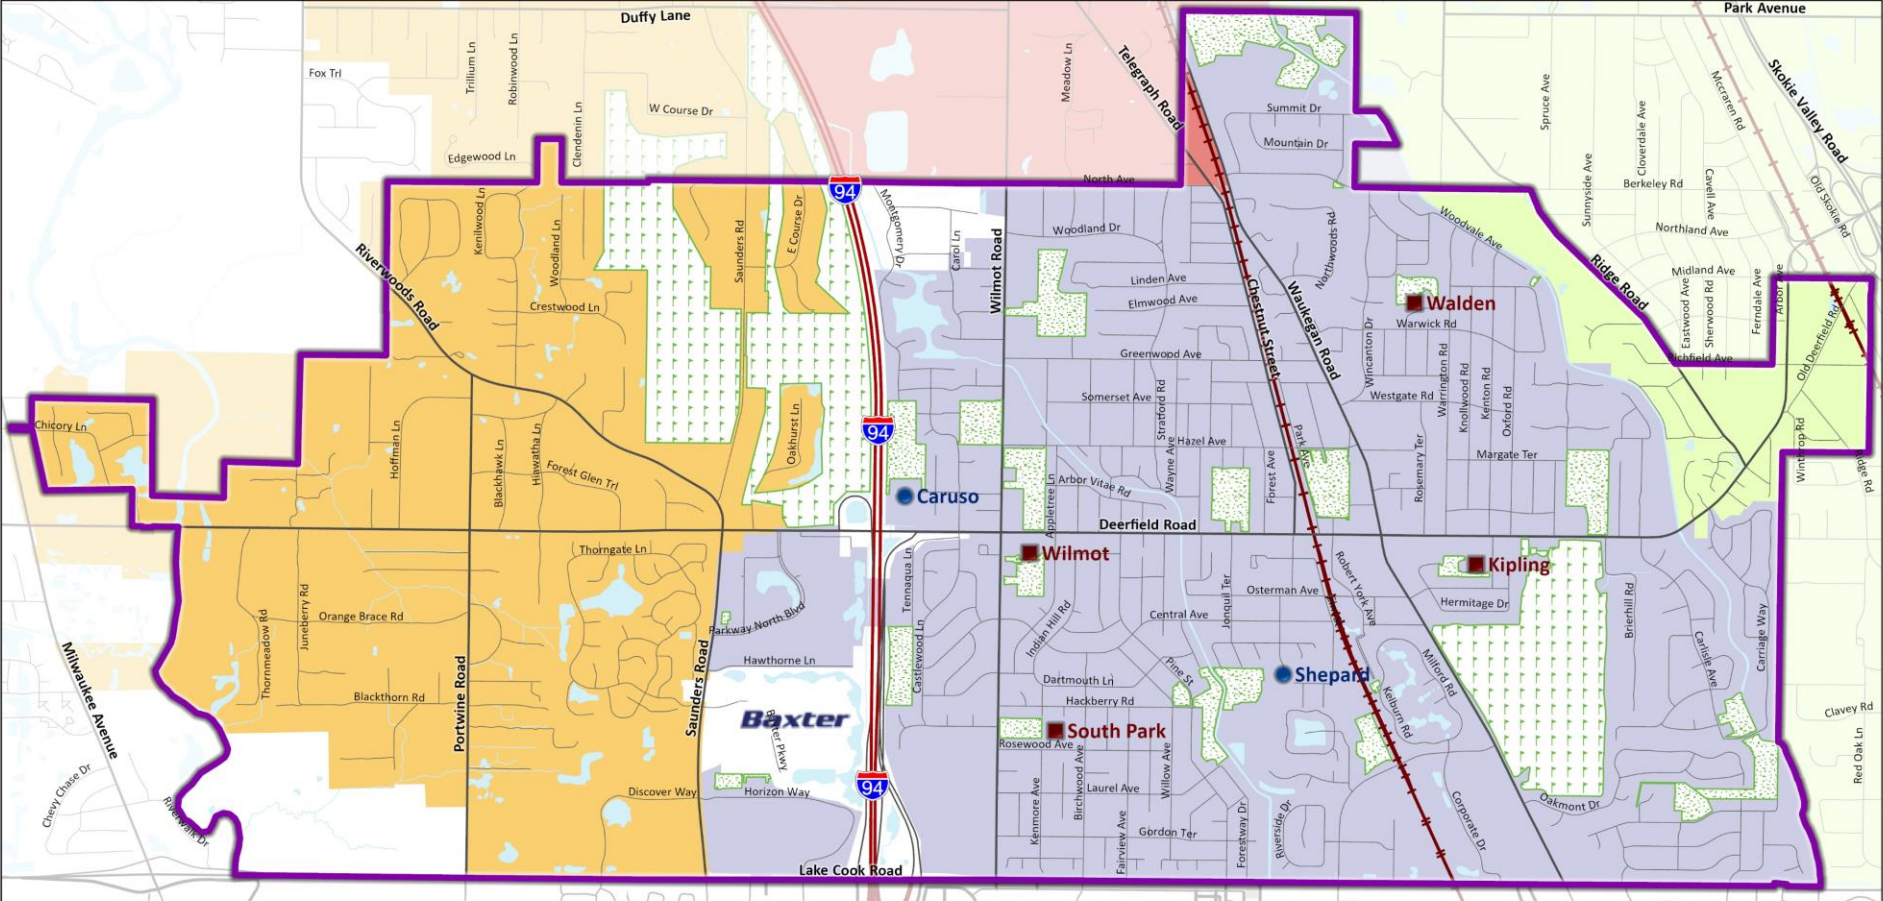 Duffy Lane
Park Avenue
Fox Trl
Trillium Ln
Robinwood Ln
Clendenin Ln
W Course Dr
Edgewood Ln
Meadow Ln
Telegraph Road
Summit Dr
Mountain Dr
Spruce Ave
Cloverdale Ave
Mccraren Rd
Skokie Valley Road
Sunnyside Ave
Berkeley Rd
Cavell Ave
Old Skokie Rd
Northland Ave
Midland Ave
94
North Ave
Riverwoods Road
Kenilwood Ln
Woodland Ln
Crestwood Ln
Saunders Rd
E Course Dr
Montgomery Dr
Carol Ln
Wilmot Road
Woodland Dr
Linden Ave
Elmwood Ave
Chestnut Street
Waukegan Road
Northwoods Rd
Woodvale Ave
Ridge Road
Walden
Warwick Rd
Eastwood Ave
Sherwood Rd
Ferndale Ave
Arbor Ave
Old Deerfield Rd
Richfield Ave
Greenwood Ave
Wincanton Dr
Warrington Rd
Knollwood Rd
Kenton Rd
Oxford Rd
Westgate Rd
Somerset Ave
Stratford Rd
Chicory Ln
Hoffman Ln
Blackhawk Ln
Hiawatha Ln
Forest Glen Trl
Oakhurst Ln
94
Hazel Ave
Wayne Ave
Forest Ave
Park Ave
Rosemary Ter
Margate Ter
Winthrop Rd
Ridge Rd
Caruso
Appletree Ln
Arbor Vitae Rd
Deerfield Road
Thorngate Ln
Wilmot
Kipling
Tennaqua Ln
Juneberry Rd
Orange Brace Rd
Thornmeadow Rd
Parkway North Blvd
Hawthorne Ln
Castlewood Ln
Indian Hill Rd
Central Ave
Jonquil Ter
Osterman Ave
Robert York Ave
Hermitage Dr
Brierhill Rd
Carlisle Ave
Carriage Way
Milwaukee Avenue
Portwine Road
Saunders Road
Blackthorn Rd
Dartmouth Ln
Hackberry Rd
Pine St
Shepard
Milford Rd
Kelburn Rd
Clavey Rd
Red Oak Ln
Baxter
Baxter Pkwy
South Park
Rosewood Ave
Chevy Chase Dr
Riverwalk Dr
Discover Way
Horizon Way
94
Kenmore Ave
Birchwood Ave
Laurel Ave
Willow Ave
Fairview Ave
Gordon Ter
Forestway Dr
Riverside Dr
Corporate Dr
Oakmont Dr
Lake Cook Road